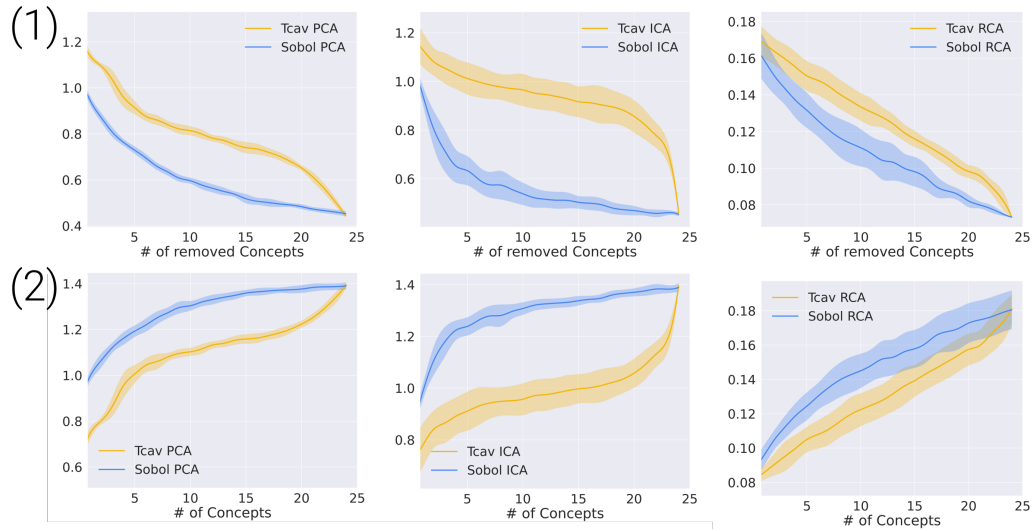 (1)
1.2
1.0
0.8
0.6
0.4
Tcav PCA
Sobol PCA
5 10 15 20 25
# of removed Concepts
1.2
1.0
0.8
0.6
Tcav ICA
Sobol ICA
5 10 15 20 25
# of removed Concepts
0.18
0.16
0.14
0.12
0.10
0.08
Tcav RCA
Sobol RCA
5 10 15 20 25
# of removed Concepts
(2)
1.4
1.2
1.0
0.8
0.6
Tcav PCA
Sobol PCA
5 10 15 20 25
# of Concepts
1.4
1.2
1.0
0.8
Tcav ICA
Sobol ICA
5 10 15 20 25
# of Concepts
0.18
0.16
0.14
0.12
0.10
0.08
Tcav RCA
Sobol RCA
5 10 15 20 25
# of Concepts